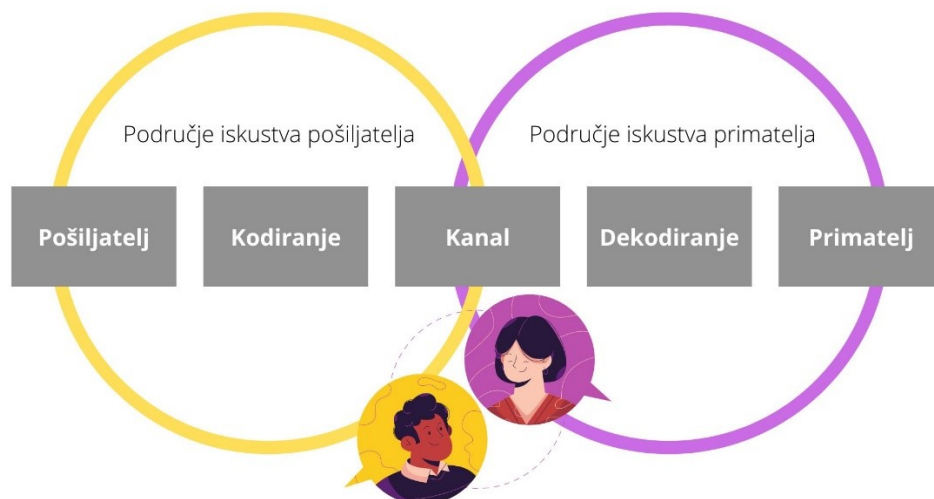 Područje iskustva pošiljatelja
Područje iskustva primatelja
Pošiljatelj
Kodiranje
Kanal
Dekodiranje
Primatelj